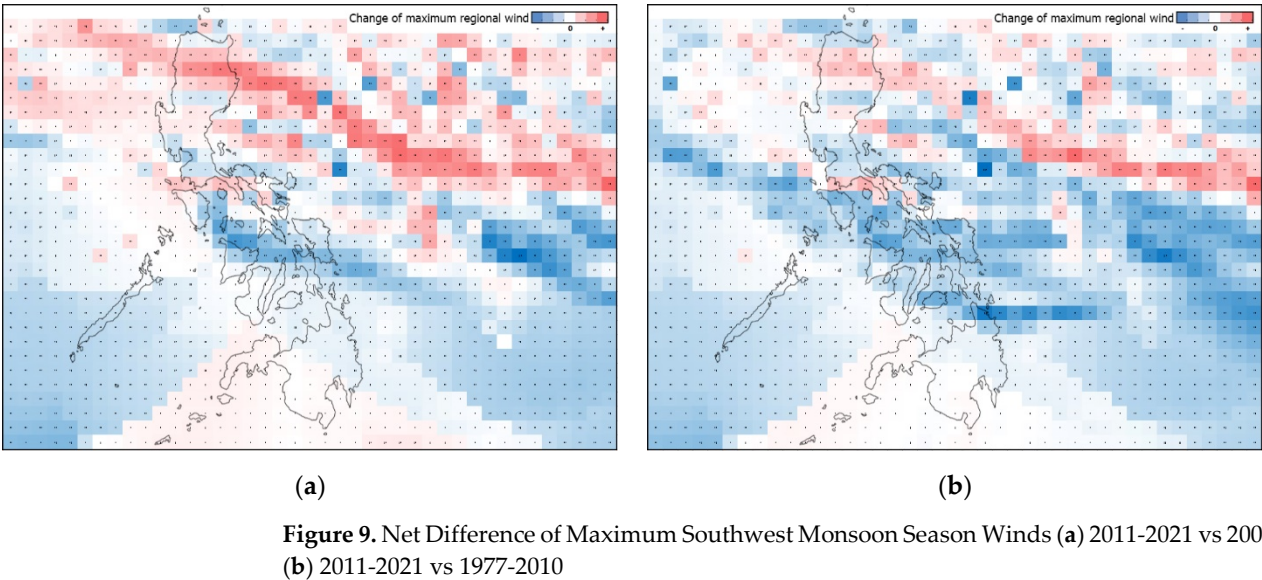 Change of maximum regional wind
- 0 +
Change of maximum regional wind
- 0 +
(a) (b)
Figure 9. Net Difference of Maximum Southwest Monsoon Season Winds (a) 2011-2021 vs 200
(b) 2011-2021 vs 1977-2010